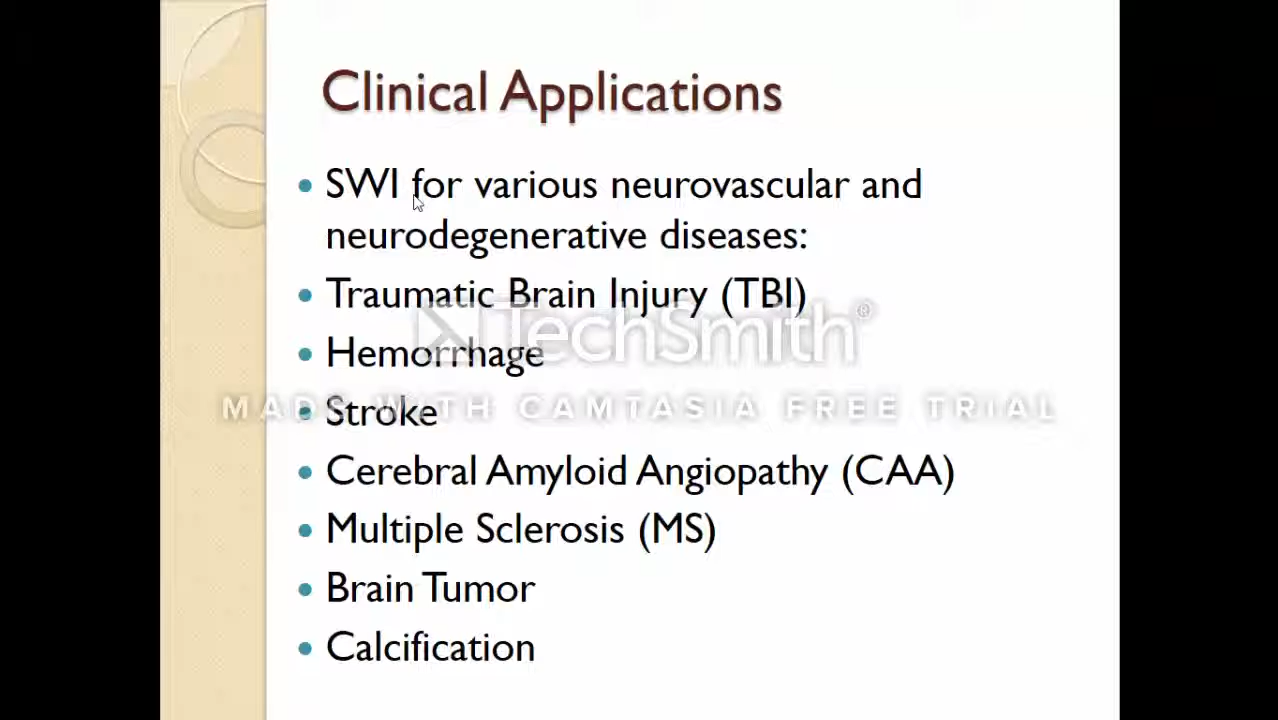 Clinical Applications
• SWI for various neurovascular and
neurodegenerative diseases:
• Traumatic Brain Injury (TBI)
TechSmith®
• Hemorrhage
MADE WITH CAMTASIA FREE TRIAL
• Stroke
• Cerebral Amyloid Angiopathy (CAA)
• Multiple Sclerosis (MS)
• Brain Tumor
• Calcification